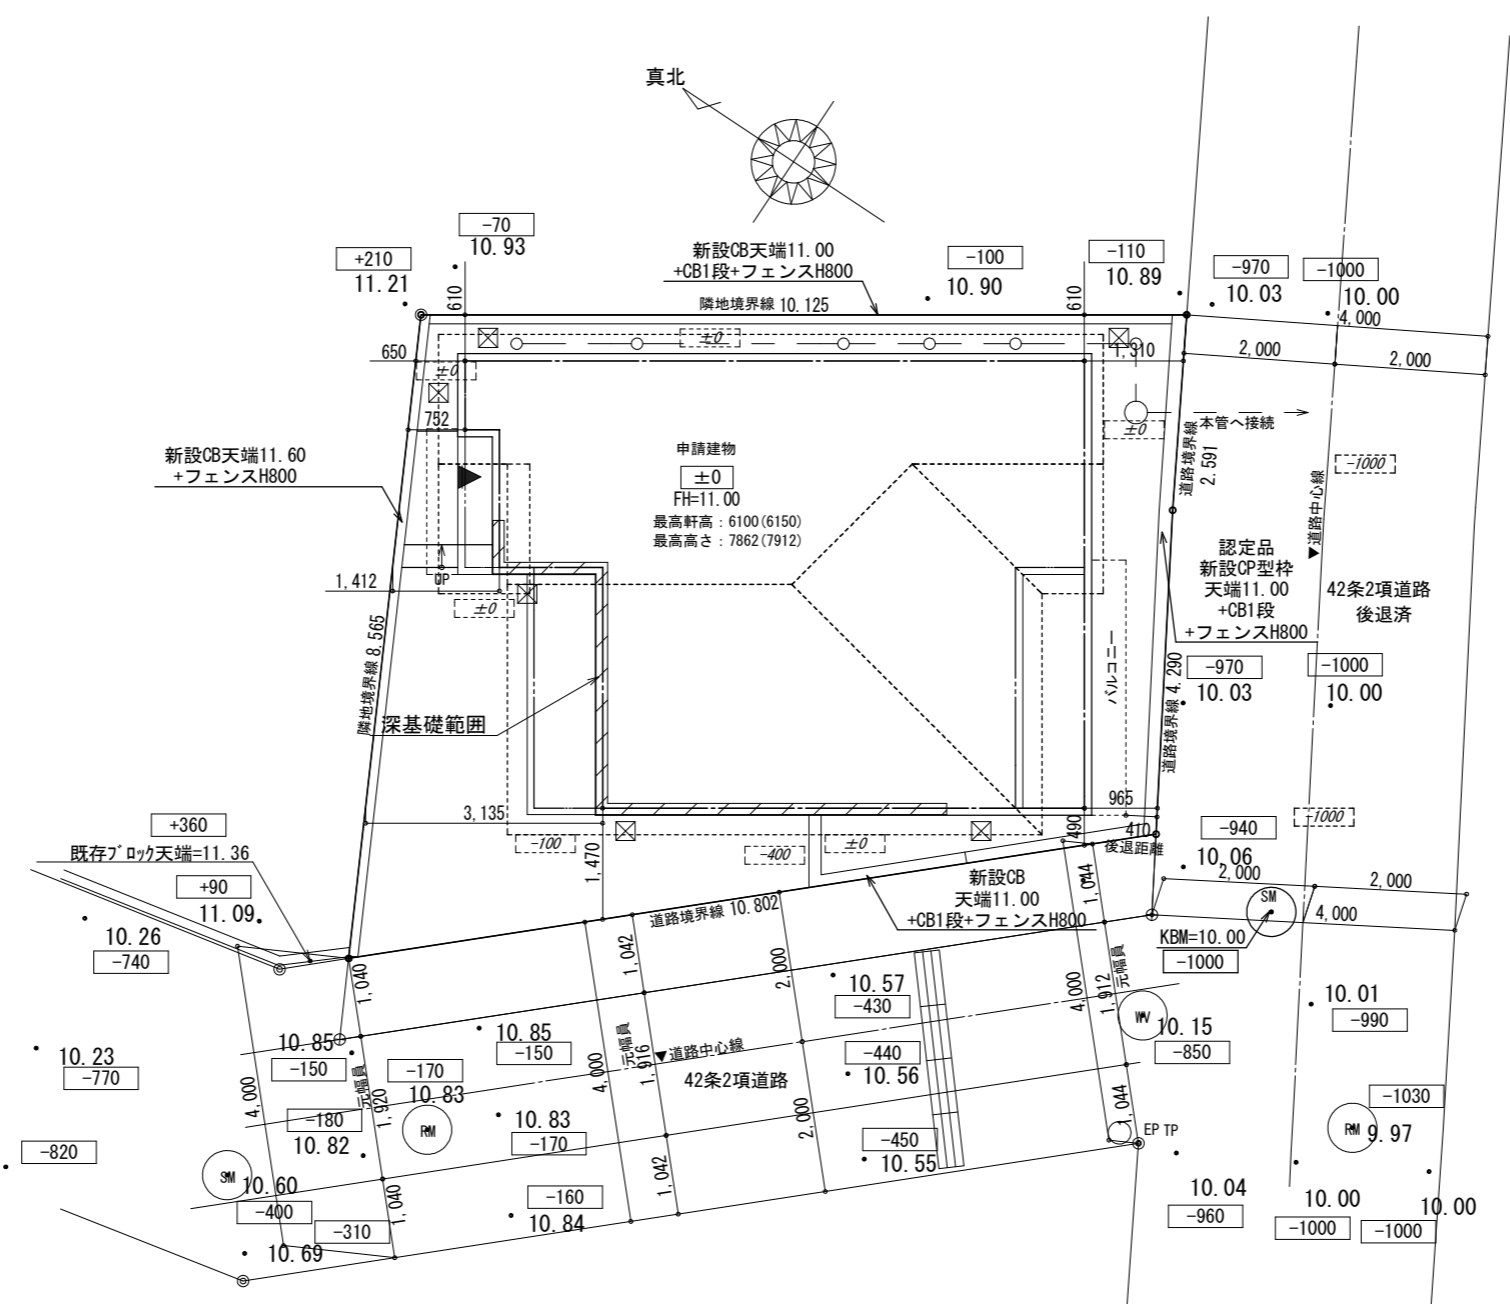 真北
-70
10.93
+210
11.21
新設CB天端11.00
+CB1段+フェンスH800
-100
10.90
-110
10.89
-970
10.03
-1000
10.00
610
610
隣地境界線 10.125
4,000
±0
1,310
2,000
2,000
650
±0
752
本管へ接続
±0
道路境界線
2.591
-1000
道路中心線
申請建物
±0
FH=11.00
最高軒高:6100(6150)
最高高さ:7862(7912)
新設CB天端11.60
+フェンスH800
認定品
新設CP型枠
天端11.00
+CB1段
+フェンスH800
42条2項道路
後退済
1,412
±0
隣地境界線 8.565
深基礎範囲
バルコニー
道路境界線 4.290
-970
10.03
-1000
10.00
3,135
965
-1000
+360
既存ブロック天端=11.36
-100
-400
±0
490
410
後退距離
-940
10.06
1,470
新設CB
天端11.00
+CB1段+フェンスH800
1,044
2,000
2,000
4,000
SM
KBM=10.00
-1000
+90
11.09
10.26
-740
道路境界線 10.802
1,042
1,040
2,000
10.57
-430
4,000
元幅員
1,912
10.01
-990
WV
10.15
-850
10.85
-150
10.85
-150
元幅員
1,916
道路中心線
42条2項道路
-440
10.56
10.23
-770
4,000
元幅員
1,920
-170
10.83
4,000
-1030
9.97
RM
-180
10.82
RM
10.83
-170
2,000
-450
10.55
1,044
EP TP
-820
SM
10.60
-400
-310
10.69
1,040
1,042
-160
10.84
10.04
-960
10.00
-1000
10.00
-1000